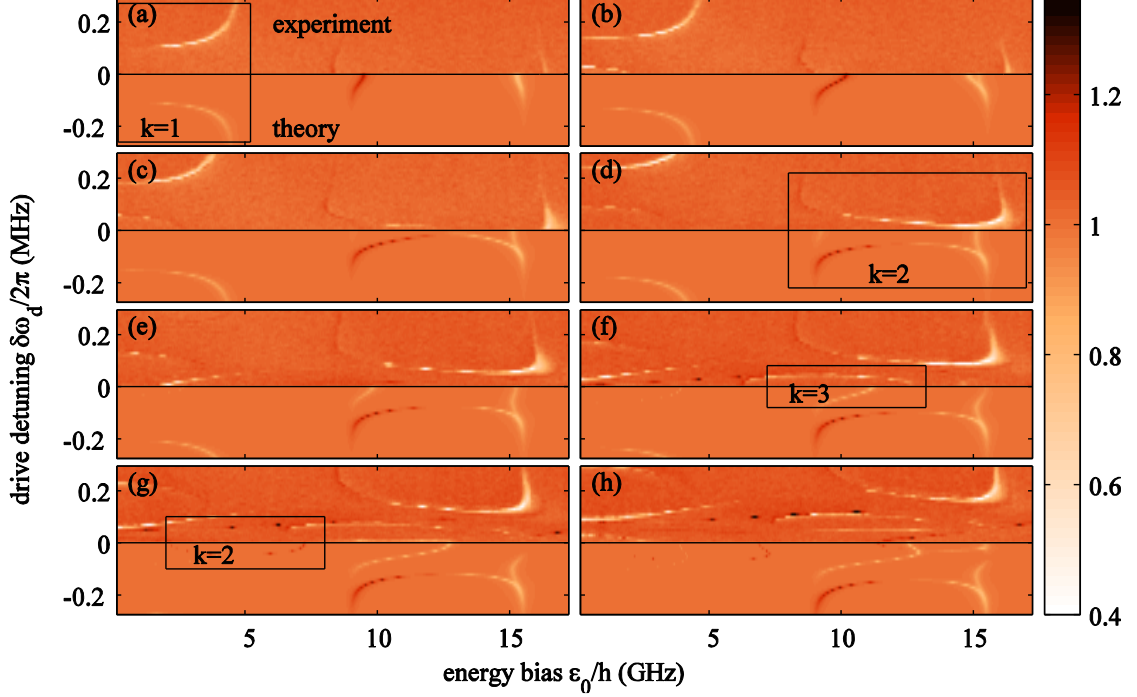 (a)
experiment
(b)
0.2
0
-0.2
k=1
theory
(c)
(d)
0.2
0
-0.2
k=2
(e)
(f)
0.2
0
-0.2
k=3
(g)
(h)
0.2
0
-0.2
k=2
5
10
15
5
10
15
energy bias ε0/h (GHz)
drive detuning δωd/2π (MHz)
1.2
1
0.8
0.6
0.4